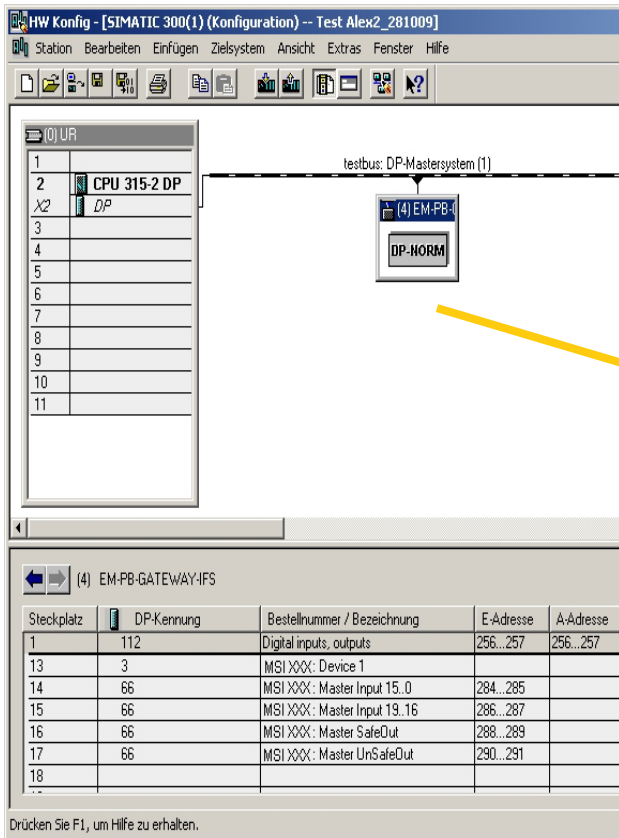 HW Konfig - [SIMATIC 300(1) (Konfiguration) -- Test Alex2_281009]
Station Bearbeiten Einfügen Zielsystem Ansicht Extras Fenster Hilfe
(0) UR
1
2 CPU 315-2 DP
X2 DP
3
4
5
6
7
8
9
10
11
testbus: DP-Mastersystem (1)
(4) EM-PB-G
DP-NORM
(4) EM-PB-GATEWAY-IFS
Steckplatz DP-Kennung Bestellnummer / Bezeichnung E-Adresse A-Adresse
1 112 Digital inputs, outputs 256...257 256...257
13 3 MSI XXX: Device 1
14 66 MSI XXX: Master Input 15..0 284...285
15 66 MSI XXX: Master Input 19..16 286...287
16 66 MSI XXX: Master SafeOut 288...289
17 66 MSI XXX: Master UnSafeOut 290...291
18
Drücken Sie F1, um Hilfe zu erhalten.